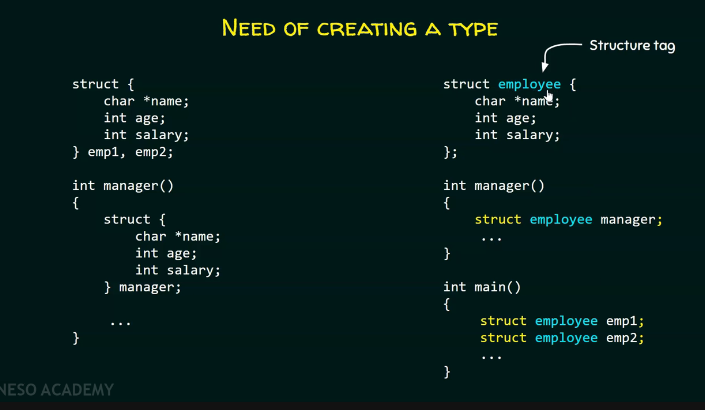 NEED OF CREATING A TYPE
struct {
char *name;
int age;
int salary;
} emp1, emp2;
int manager()
{
struct {
char *name;
int age;
int salary;
} manager;
...
}
Structure tag
struct employee {
char *name;
int age;
int salary;
};
int manager()
{
struct employee manager;
...
}
int main()
{
struct employee emp1;
struct employee emp2;
...
}
NESO ACADEMY